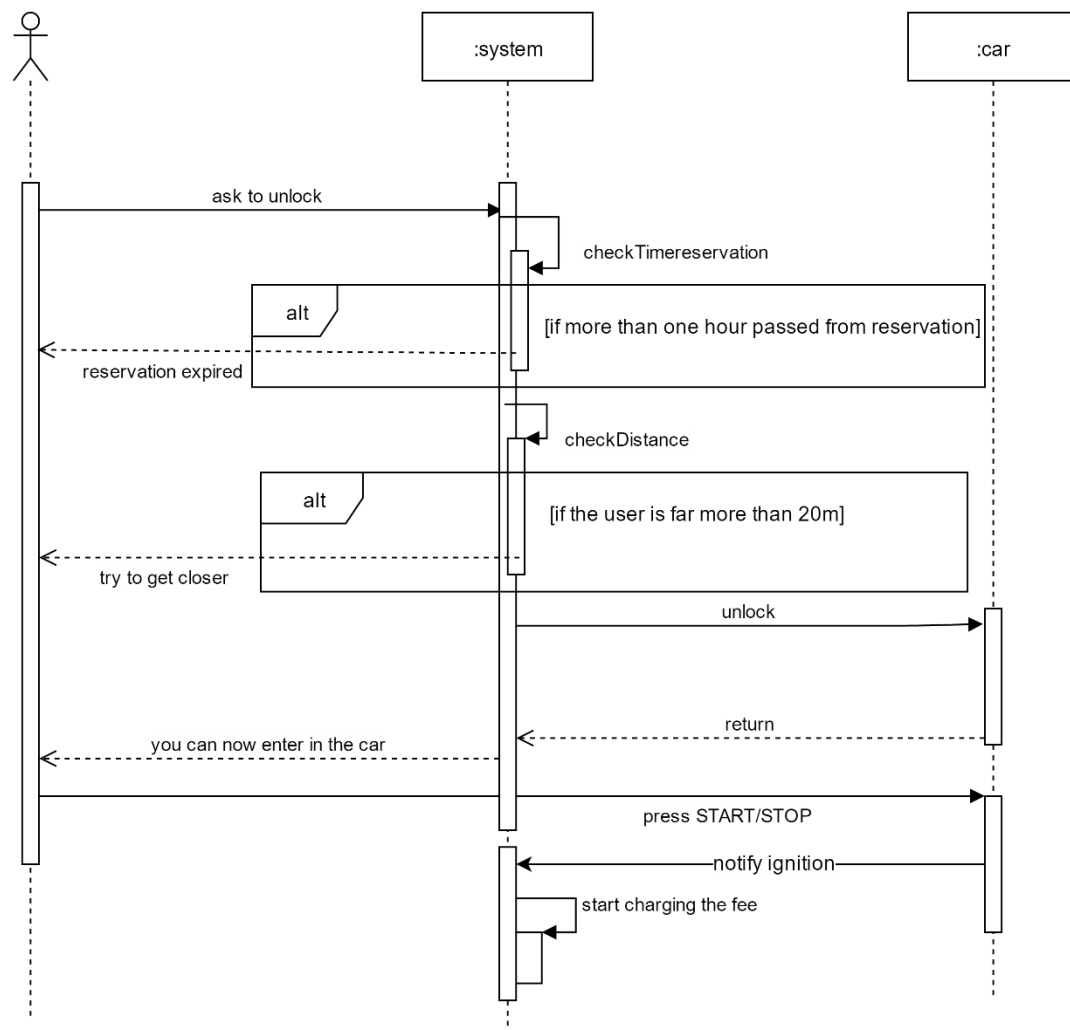 :system
:car
ask to unlock
checkTimereservation
alt
[if more than one hour passed from reservation]
reservation expired
checkDistance
alt
[if the user is far more than 20m]
try to get closer
unlock
return
you can now enter in the car
press START/STOP
notify ignition
start charging the fee